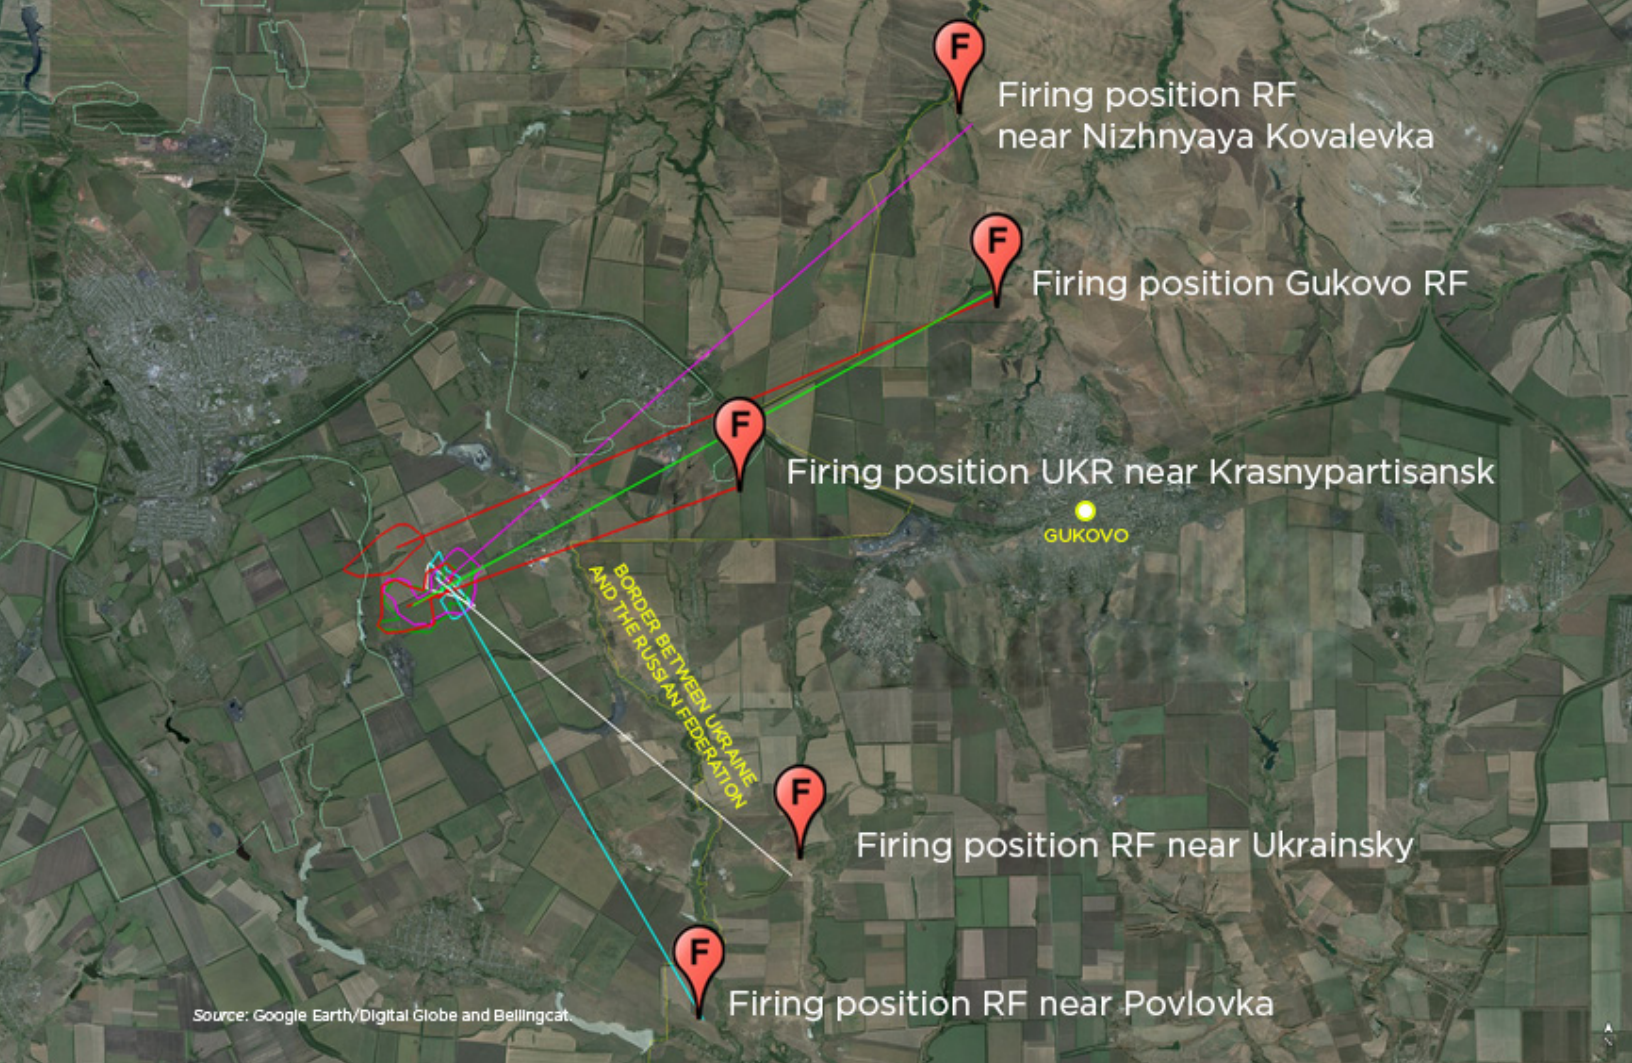 F
Firing position RF
near Nizhnyaya Kovalevka
F
Firing position Gukovo RF
F
Firing position UKR near Krasnypartisansk
GUKOVO
BORDER BETWEEN UKRAINE
AND THE RUSSIAN FEDERATION
F
Firing position RF near Ukrainsky
F
Firing position RF near Povlovka
Source: Google Earth/Digital Globe and Bellingcat.